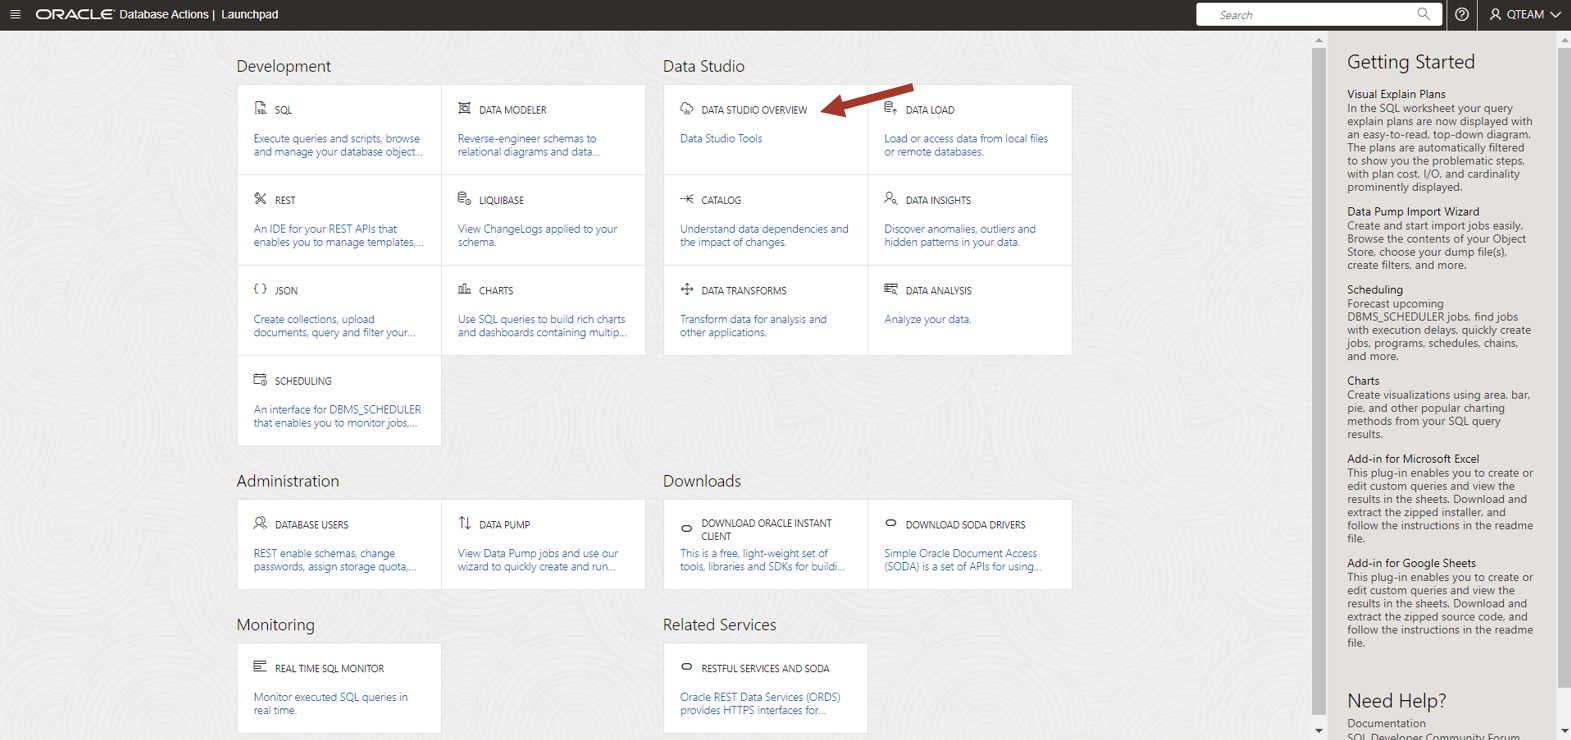 ORACLE Database Actions | Launchpad
Search
QTEAM
Development
SQL
Execute queries and scripts, browse
and manage your database object...
DATA MODELER
Reverse-engineer schemas to
relational diagrams and data...
REST
An IDE for your REST APIs that
enables you to manage templates,...
LIQUIBASE
View ChangeLogs applied to your
schema.
JSON
Create collections, upload
documents, query and filter your...
CHARTS
Use SQL queries to build rich charts
and dashboards containing multip...
SCHEDULING
An interface for DBMS_SCHEDULER
that enables you to monitor jobs,...
Data Studio
DATA STUDIO OVERVIEW
Data Studio Tools
DATA LOAD
Load or access data from local files
or remote databases.
CATALOG
Understand data dependencies and
the impact of changes.
DATA INSIGHTS
Discover anomalies, outliers and
hidden patterns in your data.
DATA TRANSFORMS
Transform data for analysis and
other applications.
DATA ANALYSIS
Analyze your data.
Administration
DATABASE USERS
REST enable schemas, change
passwords, assign storage quota,...
DATA PUMP
View Data Pump jobs and use our
wizard to quickly create and run...
Downloads
DOWNLOAD ORACLE INSTANT
CLIENT
This is a free, light-weight set of
tools, libraries and SDKs for buildi...
DOWNLOAD SODA DRIVERS
Simple Oracle Document Access
(SODA) is a set of APIs for using...
Monitoring
REAL TIME SQL MONITOR
Monitor executed SQL queries in
real time.
Related Services
RESTFUL SERVICES AND SODA
Oracle REST Data Services (ORDS)
provides HTTPS interfaces for...
Getting Started
Visual Explain Plans
In the SQL worksheet your query
explain plans are now displayed with
an easy-to-read, top-down diagram.
The plans are automatically filtered
to show you the problematic steps,
with plan cost, I/O, and cardinality
prominently displayed.
Data Pump Import Wizard
Create and start import jobs easily.
Browse the contents of your Object
Store, choose your dump file(s),
create filters, and more.
Scheduling
Forecast upcoming
DBMS_SCHEDULER jobs, find jobs
with execution delays, quickly create
jobs, programs, schedules, chains,
and more.
Charts
Create visualizations using area, bar,
pie, and other popular charting
methods from your SQL query
results.
Add-in for Microsoft Excel
This plug-in enables you to create or
edit custom queries and view the
results in the sheets. Download and
extract the zipped installer, and
follow the instructions in the readme
file.
Add-in for Google Sheets
This plug-in enables you to create or
edit custom queries and view the
results in the sheets. Download and
extract the zipped source code, and
follow the instructions in the readme
file.
Need Help?
Documentation
SQL Developer Community Forum